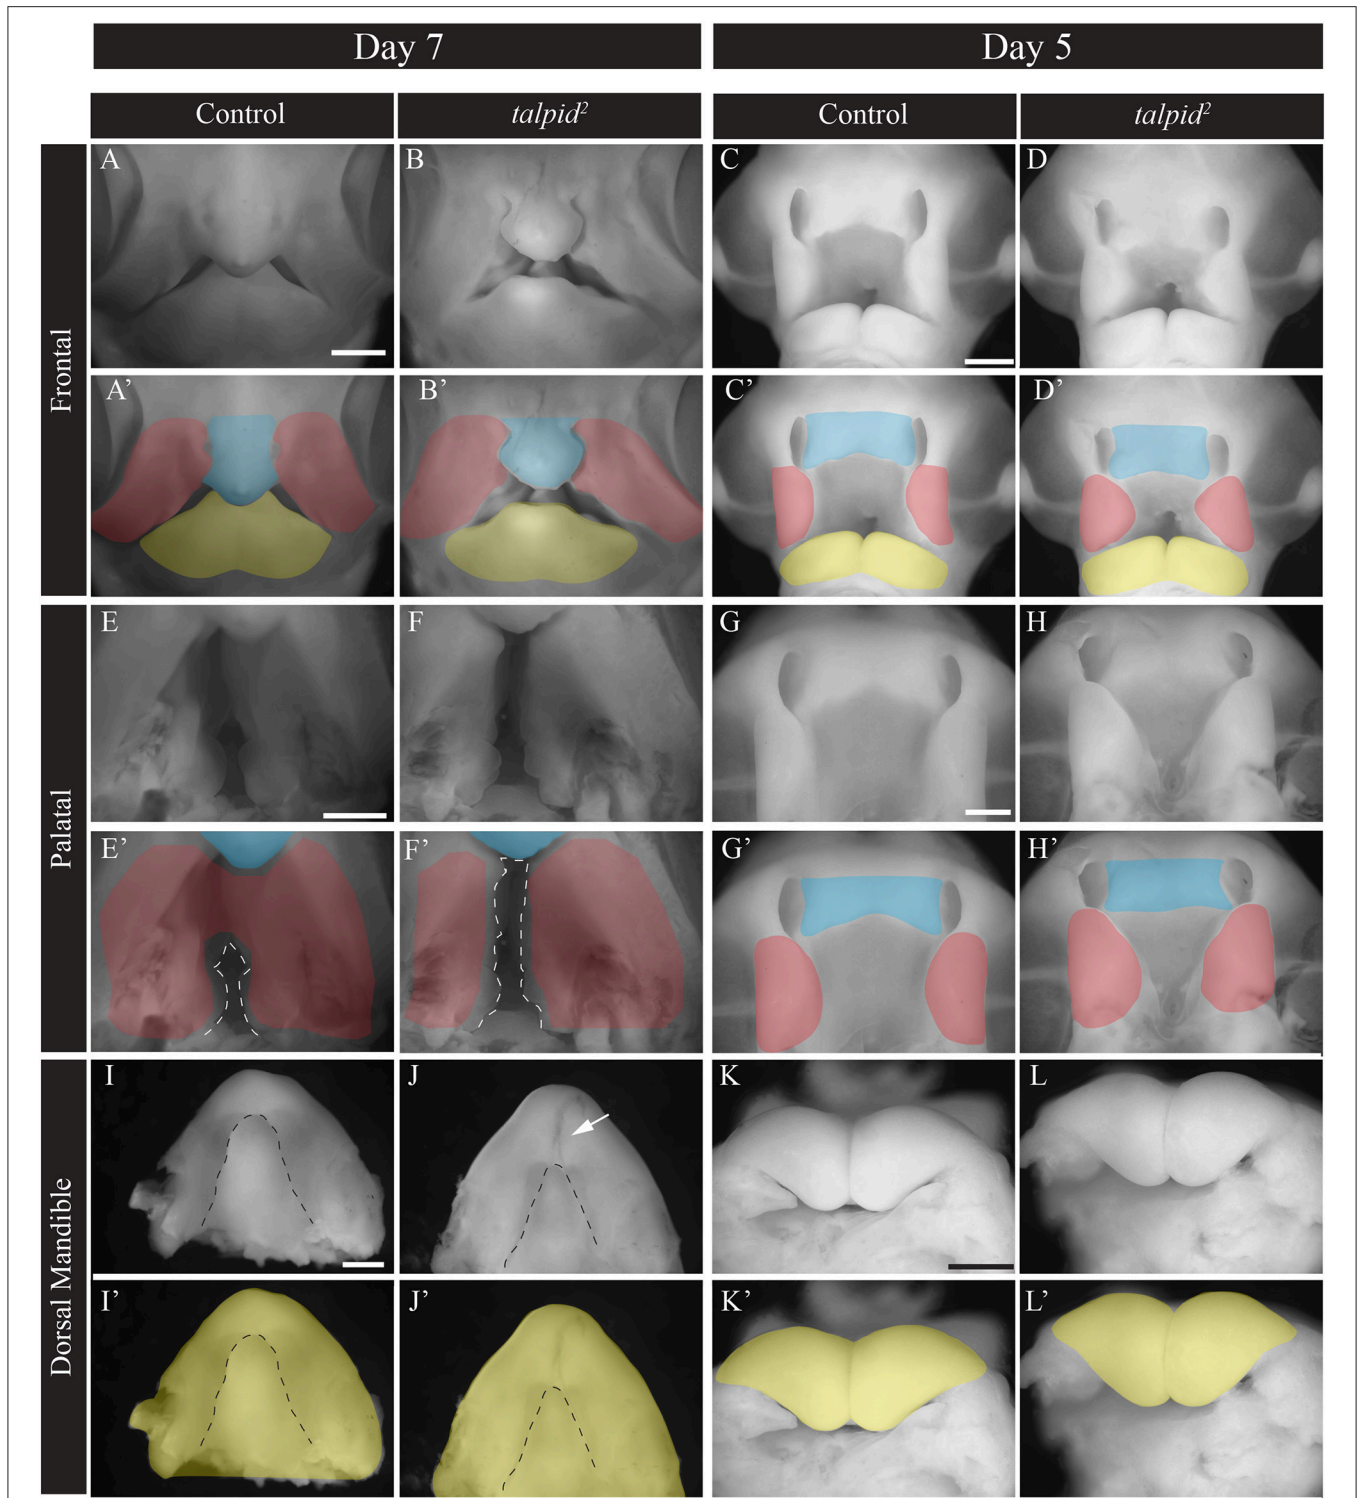 Day 7 Day 5
Control talpid² Control talpid²
Frontal
A B C D
A’ B’ C’ D’
Palatal
E F G H
E’ F’ G’ H’
Dorsal Mandible
I J K L
I’ J’ K’ L’